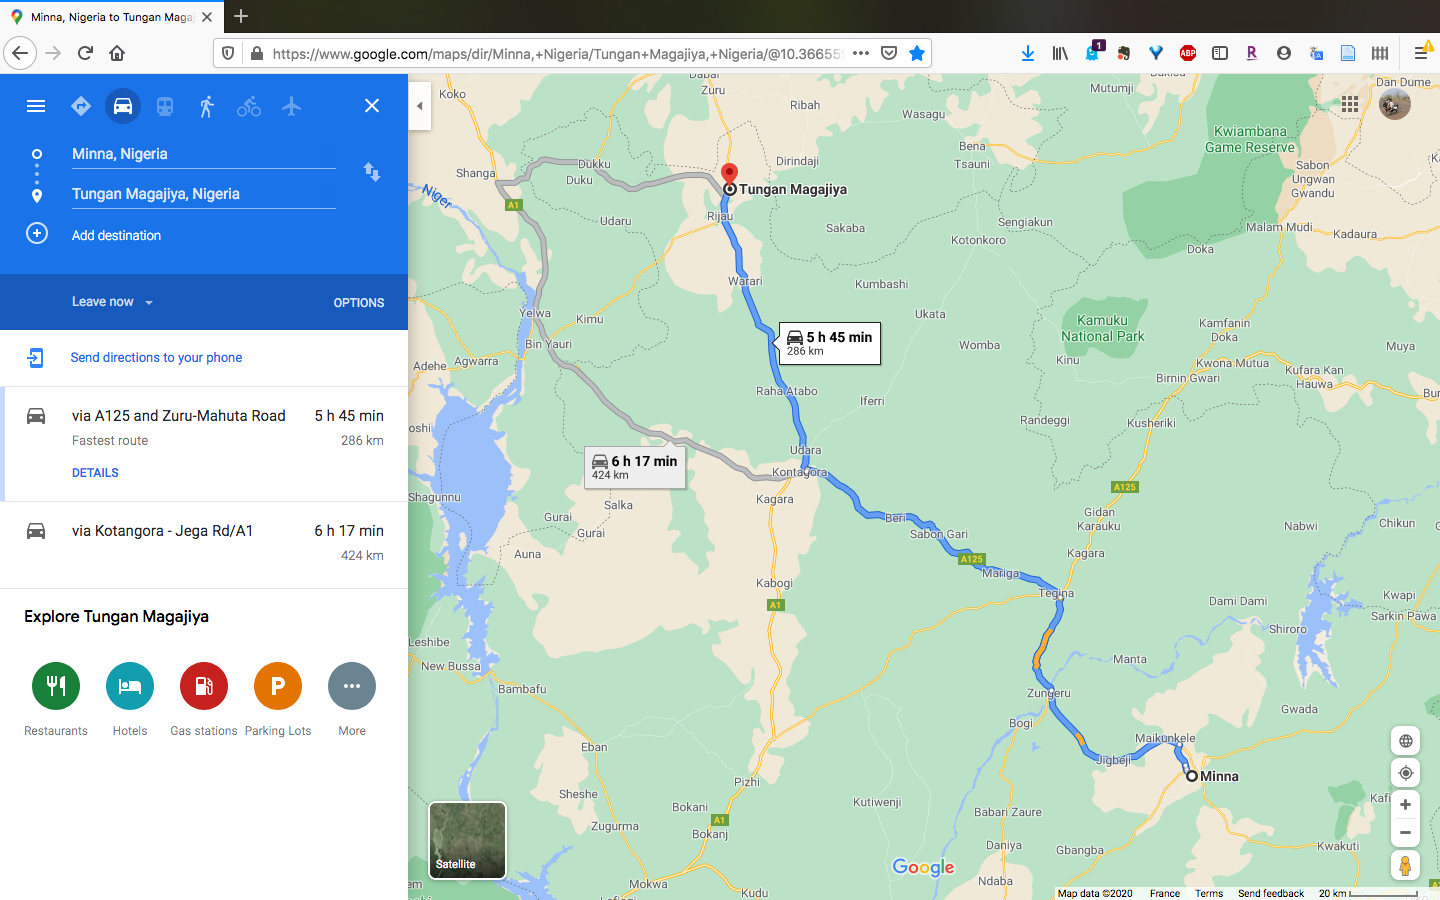 Minna, Nigeria to Tungan Maga
https://www.google.com/maps/dir/Minna,+Nigeria/Tungan+Magajiya,+Nigeria/@10.366559
1
ABP
R
Minna, Nigeria
Tungan Magajiya, Nigeria
Add destination
Leave now
OPTIONS
Send directions to your phone
via A125 and Zuru-Mahuta Road
5 h 45 min
Fastest route
286 km
DETAILS
via Kotangora - Jega Rd/A1
6 h 17 min
424 km
Explore Tungan Magajiya
Restaurants
Hotels
Gas stations
P
Parking Lots
More
Koko
Dabai
Zuru
Ribah
Wasagu
Mutumji
Dan Dume
Kwiambana
Game Reserve
Bena
Tsauni
Sabon
Ungwan
Gwandu
Shanga
Dukku
Duku
Dirindaji
Tungan Magajiya
Niger
A1
Udaru
Rijau
Sakaba
Sengiakun
Kotonkoro
Malam Mudi
Kadaura
Doka
Warari
Kumbashi
Yelwa
Kimu
Ukata
Kamuku
National Park
Kamfanin
Doka
Bin Yauri
5 h 45 min
286 km
Womba
Kinu
Muya
Adehe
Agwarra
Kwona Mutua
Birnin Gwari
Kufara Kan
Hauwa
Raha Atabo
Iferri
Bur
oshi
Randeggi
Kusheriki
Udara
6 h 17 min
424 km
Kontagora
A125
Shagunnu
Salka
Kagara
Gurai
Gurai
Beri
Sabon Gari
Gidan
Karauku
Nabwi
Chikun
Auna
Kagara
A125
Mariga
Kabogi
Tegina
A1
Dami Dami
Kwapi
Sarkin Pawa
Shiroro
Leshibe
New Bussa
Manta
Bambafu
Zungeru
Gwada
Bogi
Eban
Maikunkele
Jigbeji
Minna
Pizhi
Sheshe
Bokani
Kutiwenji
Babari Zaure
Kafi
A1
Zugurma
Bokanj
Daniya
Gbangba
Kwakuti
Satellite
Google
em
Mokwa
Kudu
Ndaba
Map data ©2020 France Terms Send feedback 20 km